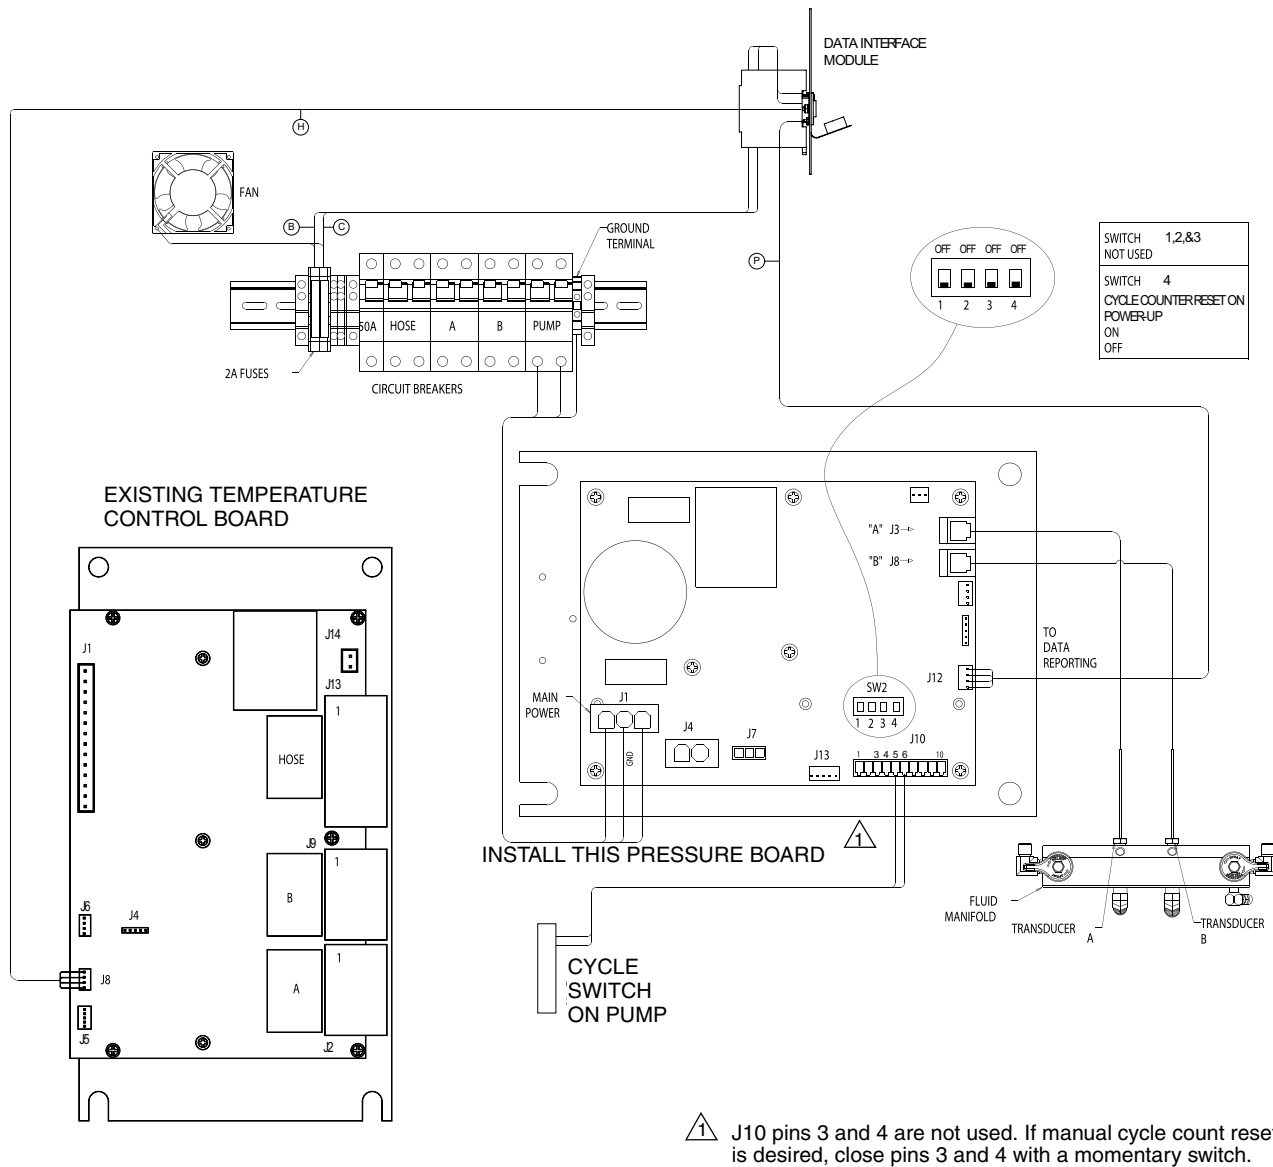 DATA INTERFACE
MODULE
H
FAN
B
C
GROUND
TERMINAL
P
OFF OFF OFF OFF
1 2 3 4
SWITCH 1,2,&3
NOT USED
SWITCH 4
CYCLE COUNTER RESET ON
POWER-UP
ON
OFF
50A HOSE A B PUMP
2A FUSES
CIRCUIT BREAKERS
EXISTING TEMPERATURE
CONTROL BOARD
"A" J3
"B" J8
TO
DATA
REPORTING
J12
SW2
1 2 3 4
MAIN
POWER
J1
GND
J4
J7
J13
J10
1 3 4 5 6 10
INSTALL THIS PRESSURE BOARD
1
J1
J14
J13
1
HOSE
J9
1
B
J6
J4
J8
1
A
J5
J2
FLUID
MANIFOLD
TRANSDUCER
A
TRANSDUCER
B
CYCLE
SWITCH
ON PUMP
1 J10 pins 3 and 4 are not used. If manual cycle count reset
is desired, close pins 3 and 4 with a momentary switch.